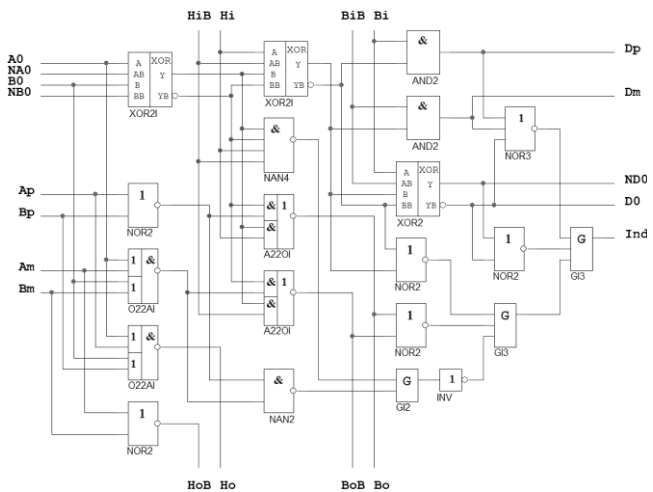 HiB Hi BiB Bi
A0
NA0
B0
NB0
A XOR
AB Y
B
BB YB
XOR2I
A XOR
AB Y
B
BB YB
XOR2I
&
AND2
Dp
&
AND2
Dm
1
NOR3
&
NAN4
A XOR
AB Y
B
BB YB
XOR2
ND0
D0
Ap
Bp
1
NOR2
& 1
&
A22OI
1
NOR2
1
NOR2
G
GI3
Ind
Am
Bm
1 &
1
O22AI
& 1
&
A22OI
1
NOR2
G
GI3
1 &
1
O22AI
&
NAN2
G
GI2
1
INV
1
NOR2
HoB Ho BoB Bo